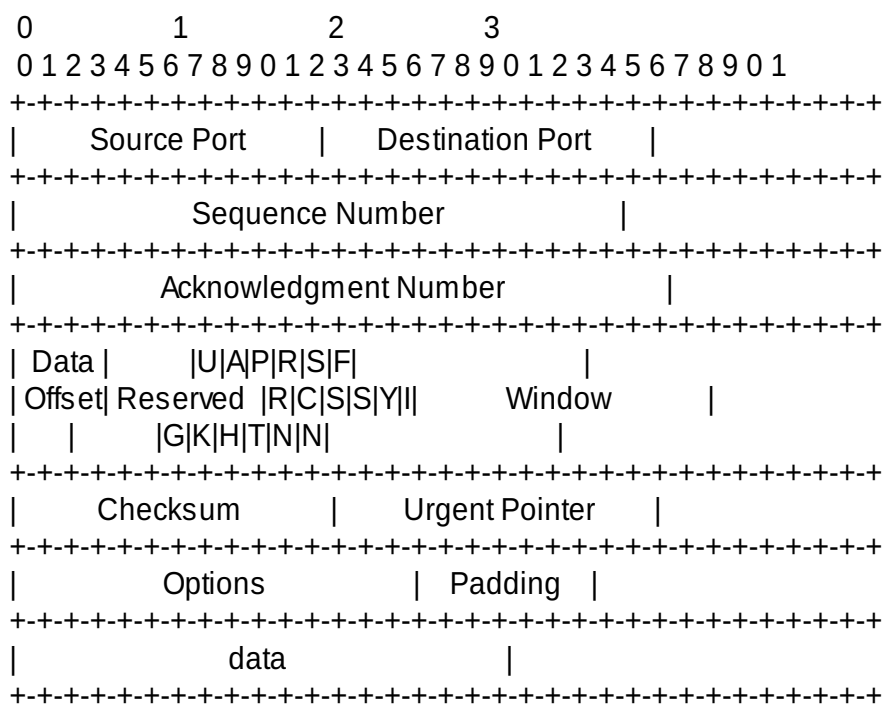 0 1 2 3
0 1 2 3 4 5 6 7 8 9 0 1 2 3 4 5 6 7 8 9 0 1 2 3 4 5 6 7 8 9 0 1
+-+-+-+-+-+-+-+-+-+-+-+-+-+-+-+-+-+-+-+-+-+-+-+-+-+-+-+-+-+-+-+-+
| Source Port | Destination Port |
+-+-+-+-+-+-+-+-+-+-+-+-+-+-+-+-+-+-+-+-+-+-+-+-+-+-+-+-+-+-+-+-+
| Sequence Number |
+-+-+-+-+-+-+-+-+-+-+-+-+-+-+-+-+-+-+-+-+-+-+-+-+-+-+-+-+-+-+-+-+
| Acknowledgment Number |
+-+-+-+-+-+-+-+-+-+-+-+-+-+-+-+-+-+-+-+-+-+-+-+-+-+-+-+-+-+-+-+-+
| Data | |U|A|P|R|S|F| |
| Offset| Reserved |R|C|S|S|Y|I| Window |
| | |G|K|H|T|N|N| |
+-+-+-+-+-+-+-+-+-+-+-+-+-+-+-+-+-+-+-+-+-+-+-+-+-+-+-+-+-+-+-+-+
| Checksum | Urgent Pointer |
+-+-+-+-+-+-+-+-+-+-+-+-+-+-+-+-+-+-+-+-+-+-+-+-+-+-+-+-+-+-+-+-+
| Options | Padding |
+-+-+-+-+-+-+-+-+-+-+-+-+-+-+-+-+-+-+-+-+-+-+-+-+-+-+-+-+-+-+-+-+
| data |
+-+-+-+-+-+-+-+-+-+-+-+-+-+-+-+-+-+-+-+-+-+-+-+-+-+-+-+-+-+-+-+-+